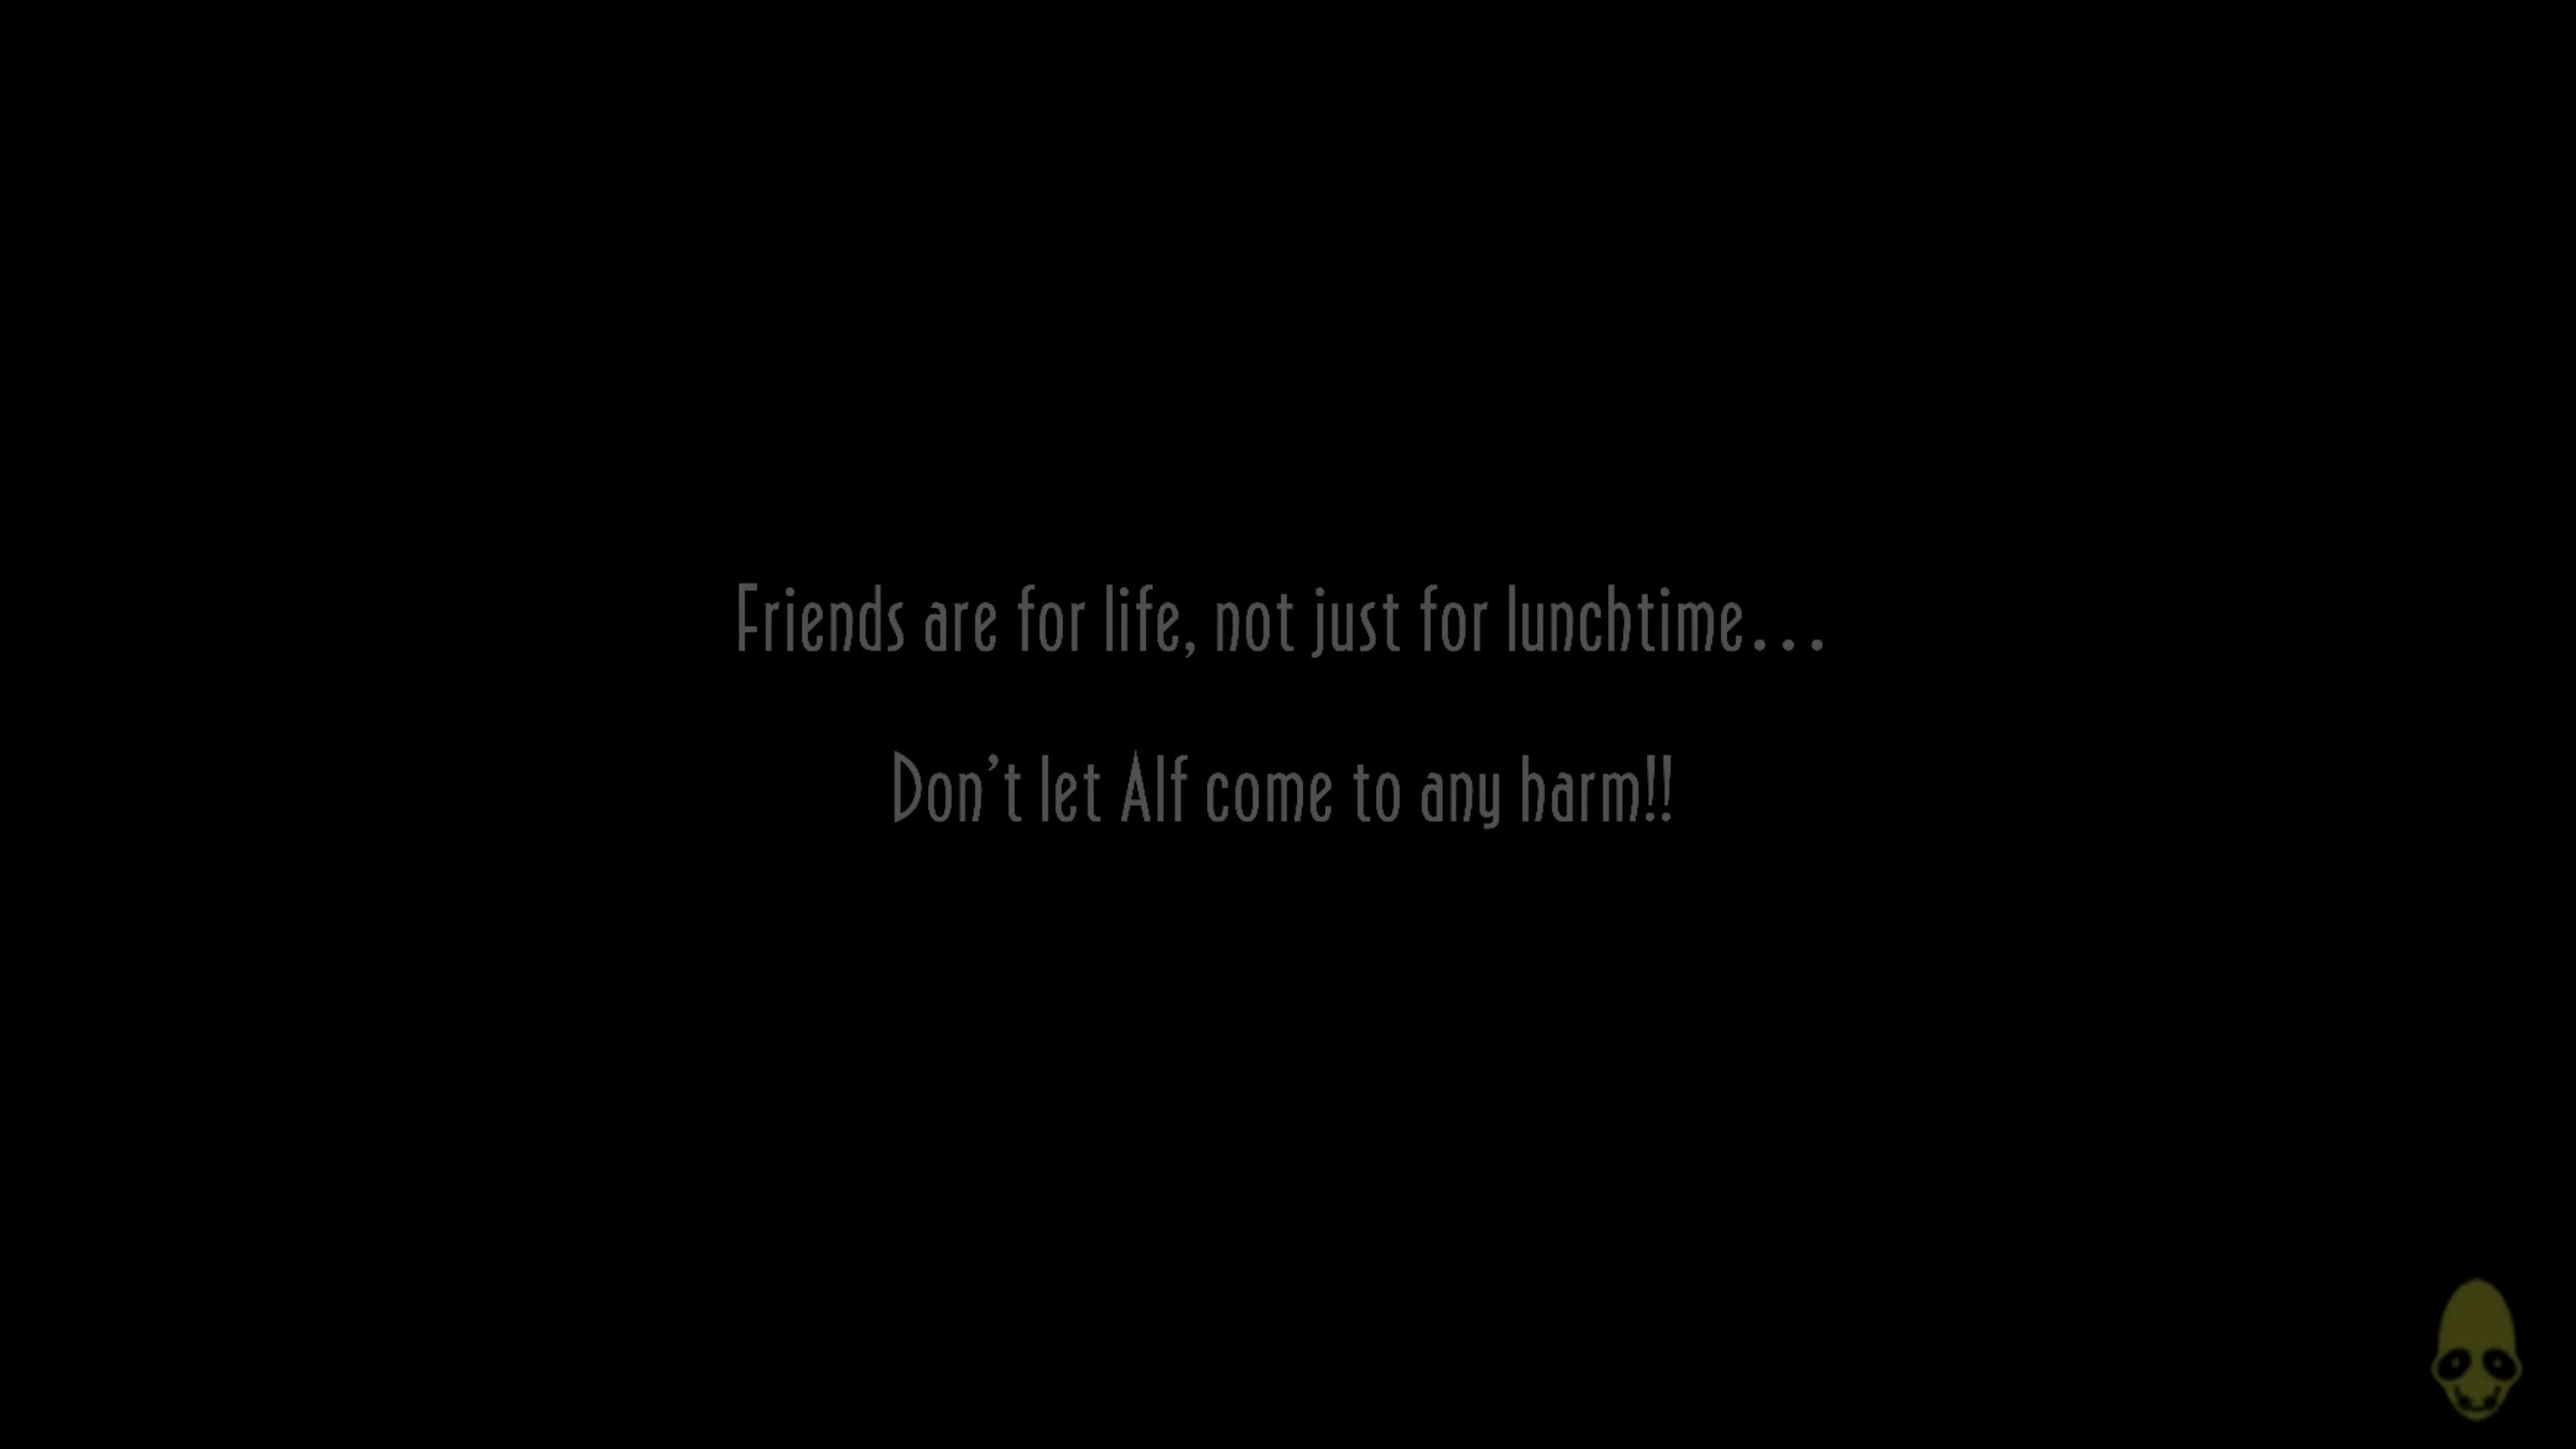 Friends are for life, not just for lunchtime...
Don't let Alf come to any harm!!